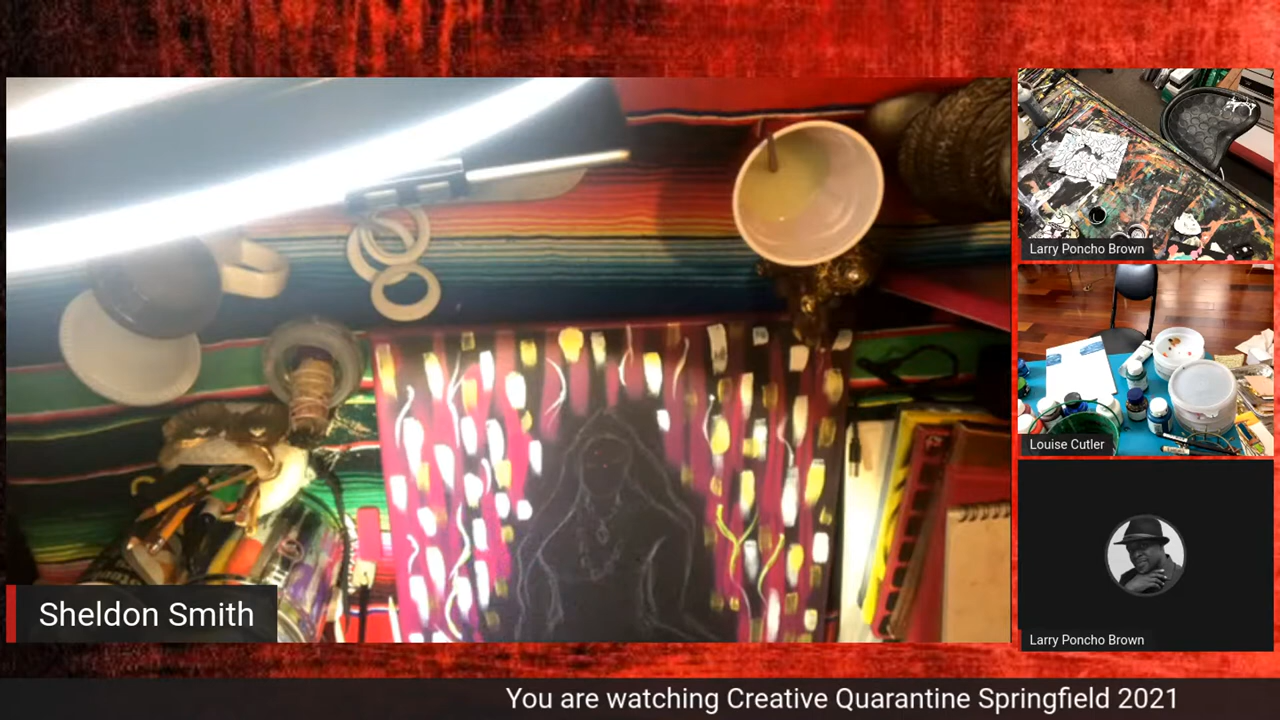 Larry Poncho Brown
Louise Cutler
Sheldon Smith
Larry Poncho Brown
You are watching Creative Quarantine Springfield 2021